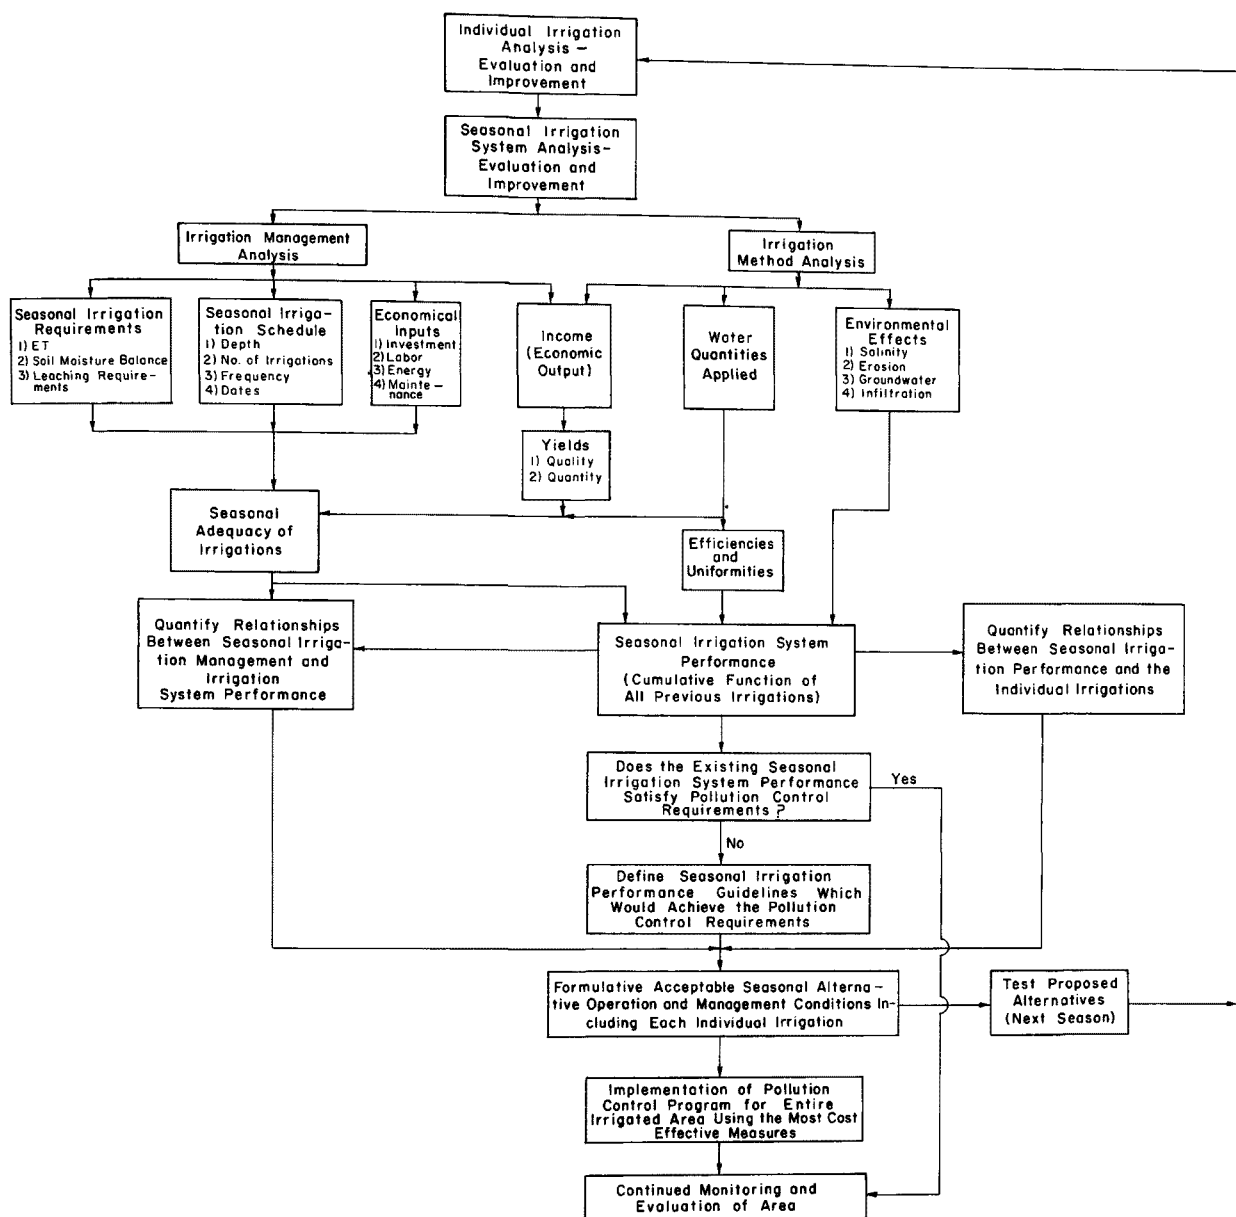 Individual Irrigation
Analysis —
Evaluation and
Improvement
Seasonal Irrigation
System Analysis-
Evaluation and
Improvement
Irrigation Management
Analysis
Irrigation
Method Analysis
Seasonal Irrigation
Requirements
1) ET
2) Soil Moisture Balance
3) Leaching Require-
ments
Seasonal Irriga-
tion Schedule
1) Depth
2) No. of Irrigations
3) Frequency
4) Dates
Economical
Inputs
1) Investment
2) Labor
3) Energy
4) Mainte-
nance
Income
(Economic
Output)
Water
Quantities
Applied
Environmental
Effects
1) Salinity
2) Erosion
3) Groundwater
4) Infiltration
Yields
1) Quality
2) Quantity
Seasonal
Adequacy of
Irrigations
Efficiencies
and
Uniformities
Quantify Relationships
Between Seasonal Irriga-
tion Management and
Irrigation
System Performance
Seasonal Irrigation System
Performance
(Cumulative Function of
All Previous Irrigations)
Quantify Relationships
Between Seasonal Irriga-
tion Performance and the
Individual Irrigations
Does the Existing Seasonal
Irrigation System Performance
Satisfy Pollution Control
Requirements?
Yes
No
Define Seasonal Irrigation
Performance Guidelines Which
Would Achieve the Pollution
Control Requirements
Formulative Acceptable Seasonal Alterna-
tive Operation and Management Conditions In-
cluding Each Individual Irrigation
Test Proposed
Alternatives
(Next Season)
Implementation of Pollution
Control Program for Entire
Irrigated Area Using the Most Cost
Effective Measures
Continued Monitoring and
Evaluation of Area